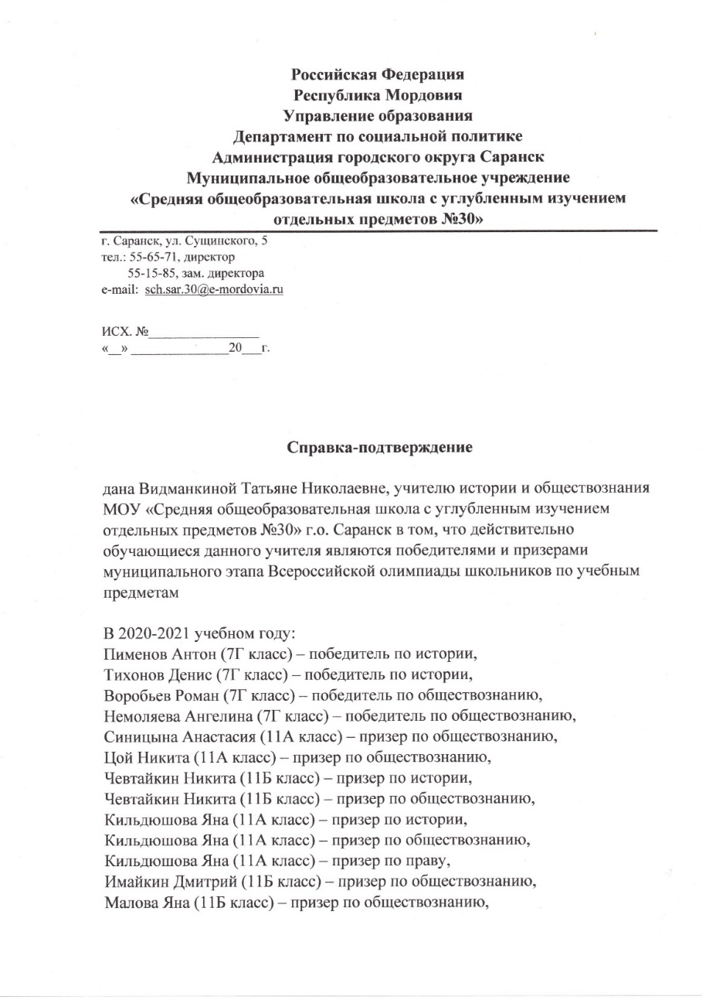 Российская Федерация
Республика Мордовия
Управление образования
Департамент по социальной политике
Администрация городского округа Саранск
Муниципальное общеобразовательное учреждение
«Средняя общеобразовательная школа с углубленным изучением
отдельных предметов №30»
г. Саранск, ул. Сущинского, 5
тел.: 55-65-71, директор
55-15-85, зам. директора
e-mail: sch.sar.30@e-mordovia.ru
ИСХ. №_________________
«__» _______________20___г.
Справка-подтверждение
дана Видманкиной Татьяне Николаевне, учителю истории и обществознания
МОУ «Средняя общеобразовательная школа с углубленным изучением
отдельных предметов №30» г.о. Саранск в том, что действительно
обучающиеся данного учителя являются победителями и призерами
муниципального этапа Всероссийской олимпиады школьников по учебным
предметам
В 2020-2021 учебном году:
Пименов Антон (7Г класс) – победитель по истории,
Тихонов Денис (7Г класс) – победитель по истории,
Воробьев Роман (7Г класс) – победитель по обществознанию,
Немоляева Ангелина (7Г класс) – победитель по обществознанию,
Синицына Анастасия (11А класс) – призер по обществознанию,
Цой Никита (11А класс) – призер по обществознанию,
Чевтайкин Никита (11Б класс) – призер по истории,
Чевтайкин Никита (11Б класс) – призер по обществознанию,
Кильдюшова Яна (11А класс) – призер по истории,
Кильдюшова Яна (11А класс) – призер по обществознанию,
Кильдюшова Яна (11А класс) – призер по праву,
Имайкин Дмитрий (11Б класс) – призер по обществознанию,
Малова Яна (11Б класс) – призер по обществознанию,